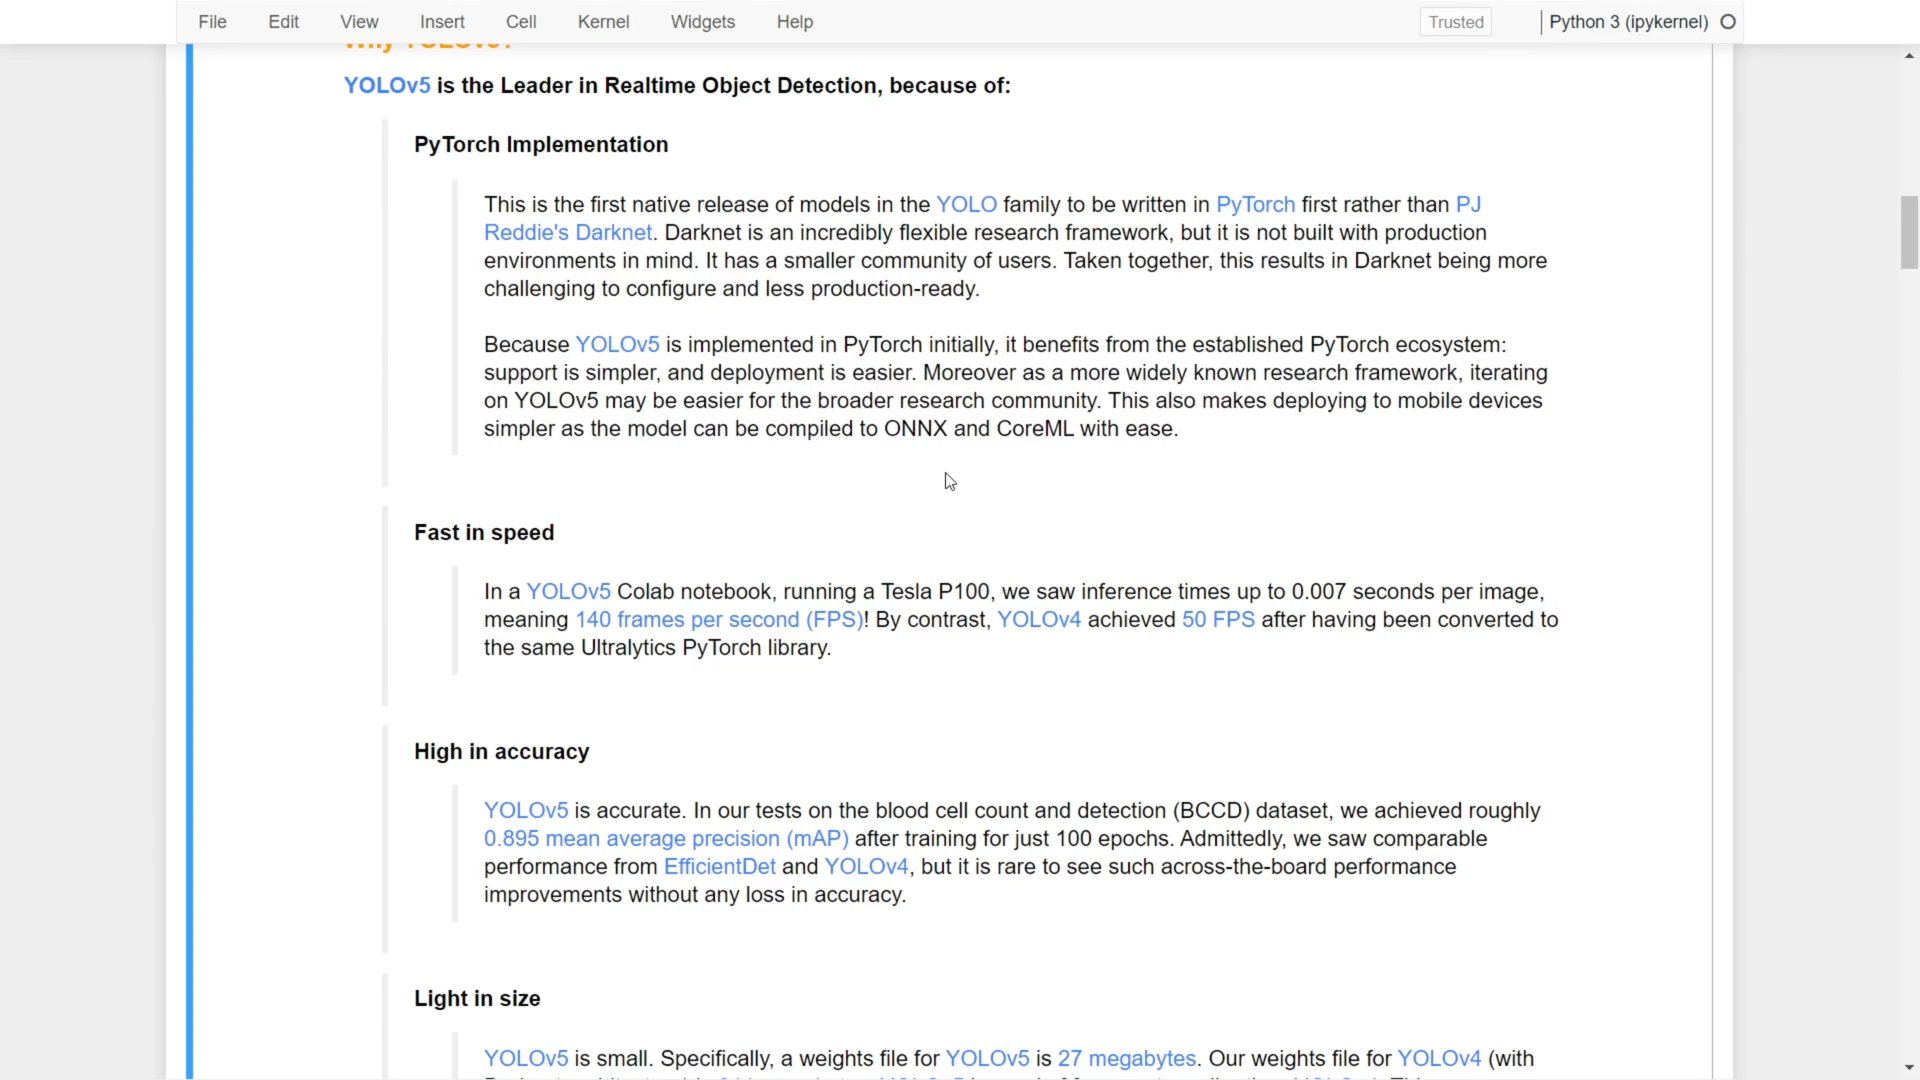 File Edit View Insert Cell Kernel Widgets Help Trusted Python 3 (ipykernel)
YOLOv5 is the Leader in Realtime Object Detection, because of:
PyTorch Implementation
This is the first native release of models in the YOLO family to be written in PyTorch first rather than PJ
Reddie's Darknet. Darknet is an incredibly flexible research framework, but it is not built with production
environments in mind. It has a smaller community of users. Taken together, this results in Darknet being more
challenging to configure and less production-ready.
Because YOLOv5 is implemented in PyTorch initially, it benefits from the established PyTorch ecosystem:
support is simpler, and deployment is easier. Moreover as a more widely known research framework, iterating
on YOLOv5 may be easier for the broader research community. This also makes deploying to mobile devices
simpler as the model can be compiled to ONNX and CoreML with ease.
Fast in speed
In a YOLOv5 Colab notebook, running a Tesla P100, we saw inference times up to 0.007 seconds per image,
meaning 140 frames per second (FPS)! By contrast, YOLOv4 achieved 50 FPS after having been converted to
the same Ultralytics PyTorch library.
High in accuracy
YOLOv5 is accurate. In our tests on the blood cell count and detection (BCCD) dataset, we achieved roughly
0.895 mean average precision (mAP) after training for just 100 epochs. Admittedly, we saw comparable
performance from EfficientDet and YOLOv4, but it is rare to see such across-the-board performance
improvements without any loss in accuracy.
Light in size
YOLOv5 is small. Specifically, a weights file for YOLOv5 is 27 megabytes. Our weights file for YOLOv4 (with